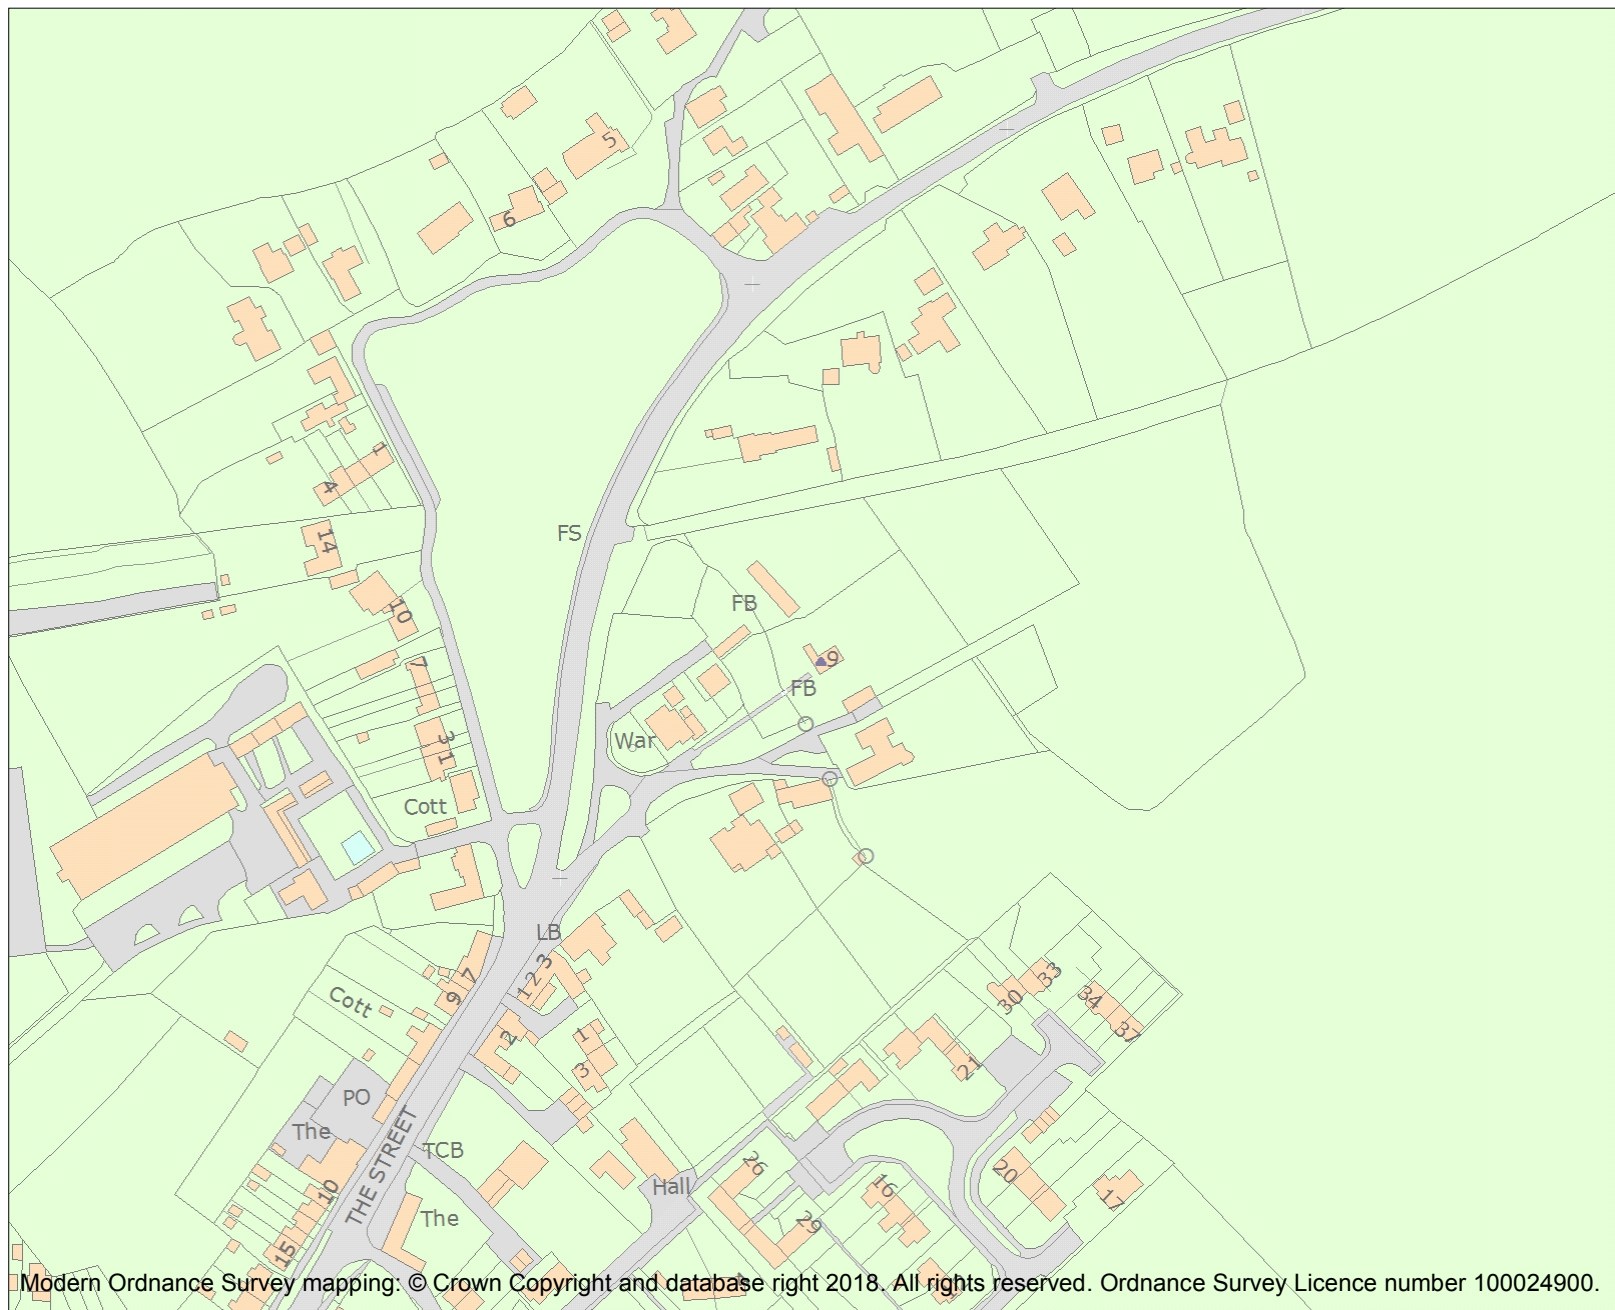 5
6
1
4
FS
14
FB
10
9
7
FB
War
3
1
Cott
LB
3
2
1
7
9
Cott
33
30
34
37
2
1
3
21
PO
The
TCB
THE STREET
26
20
10
Hall
16
17
The
29
15
Modern Ordnance Survey mapping: © Crown Copyright and database right 2018. All rights reserved. Ordnance Survey Licence number 100024900.